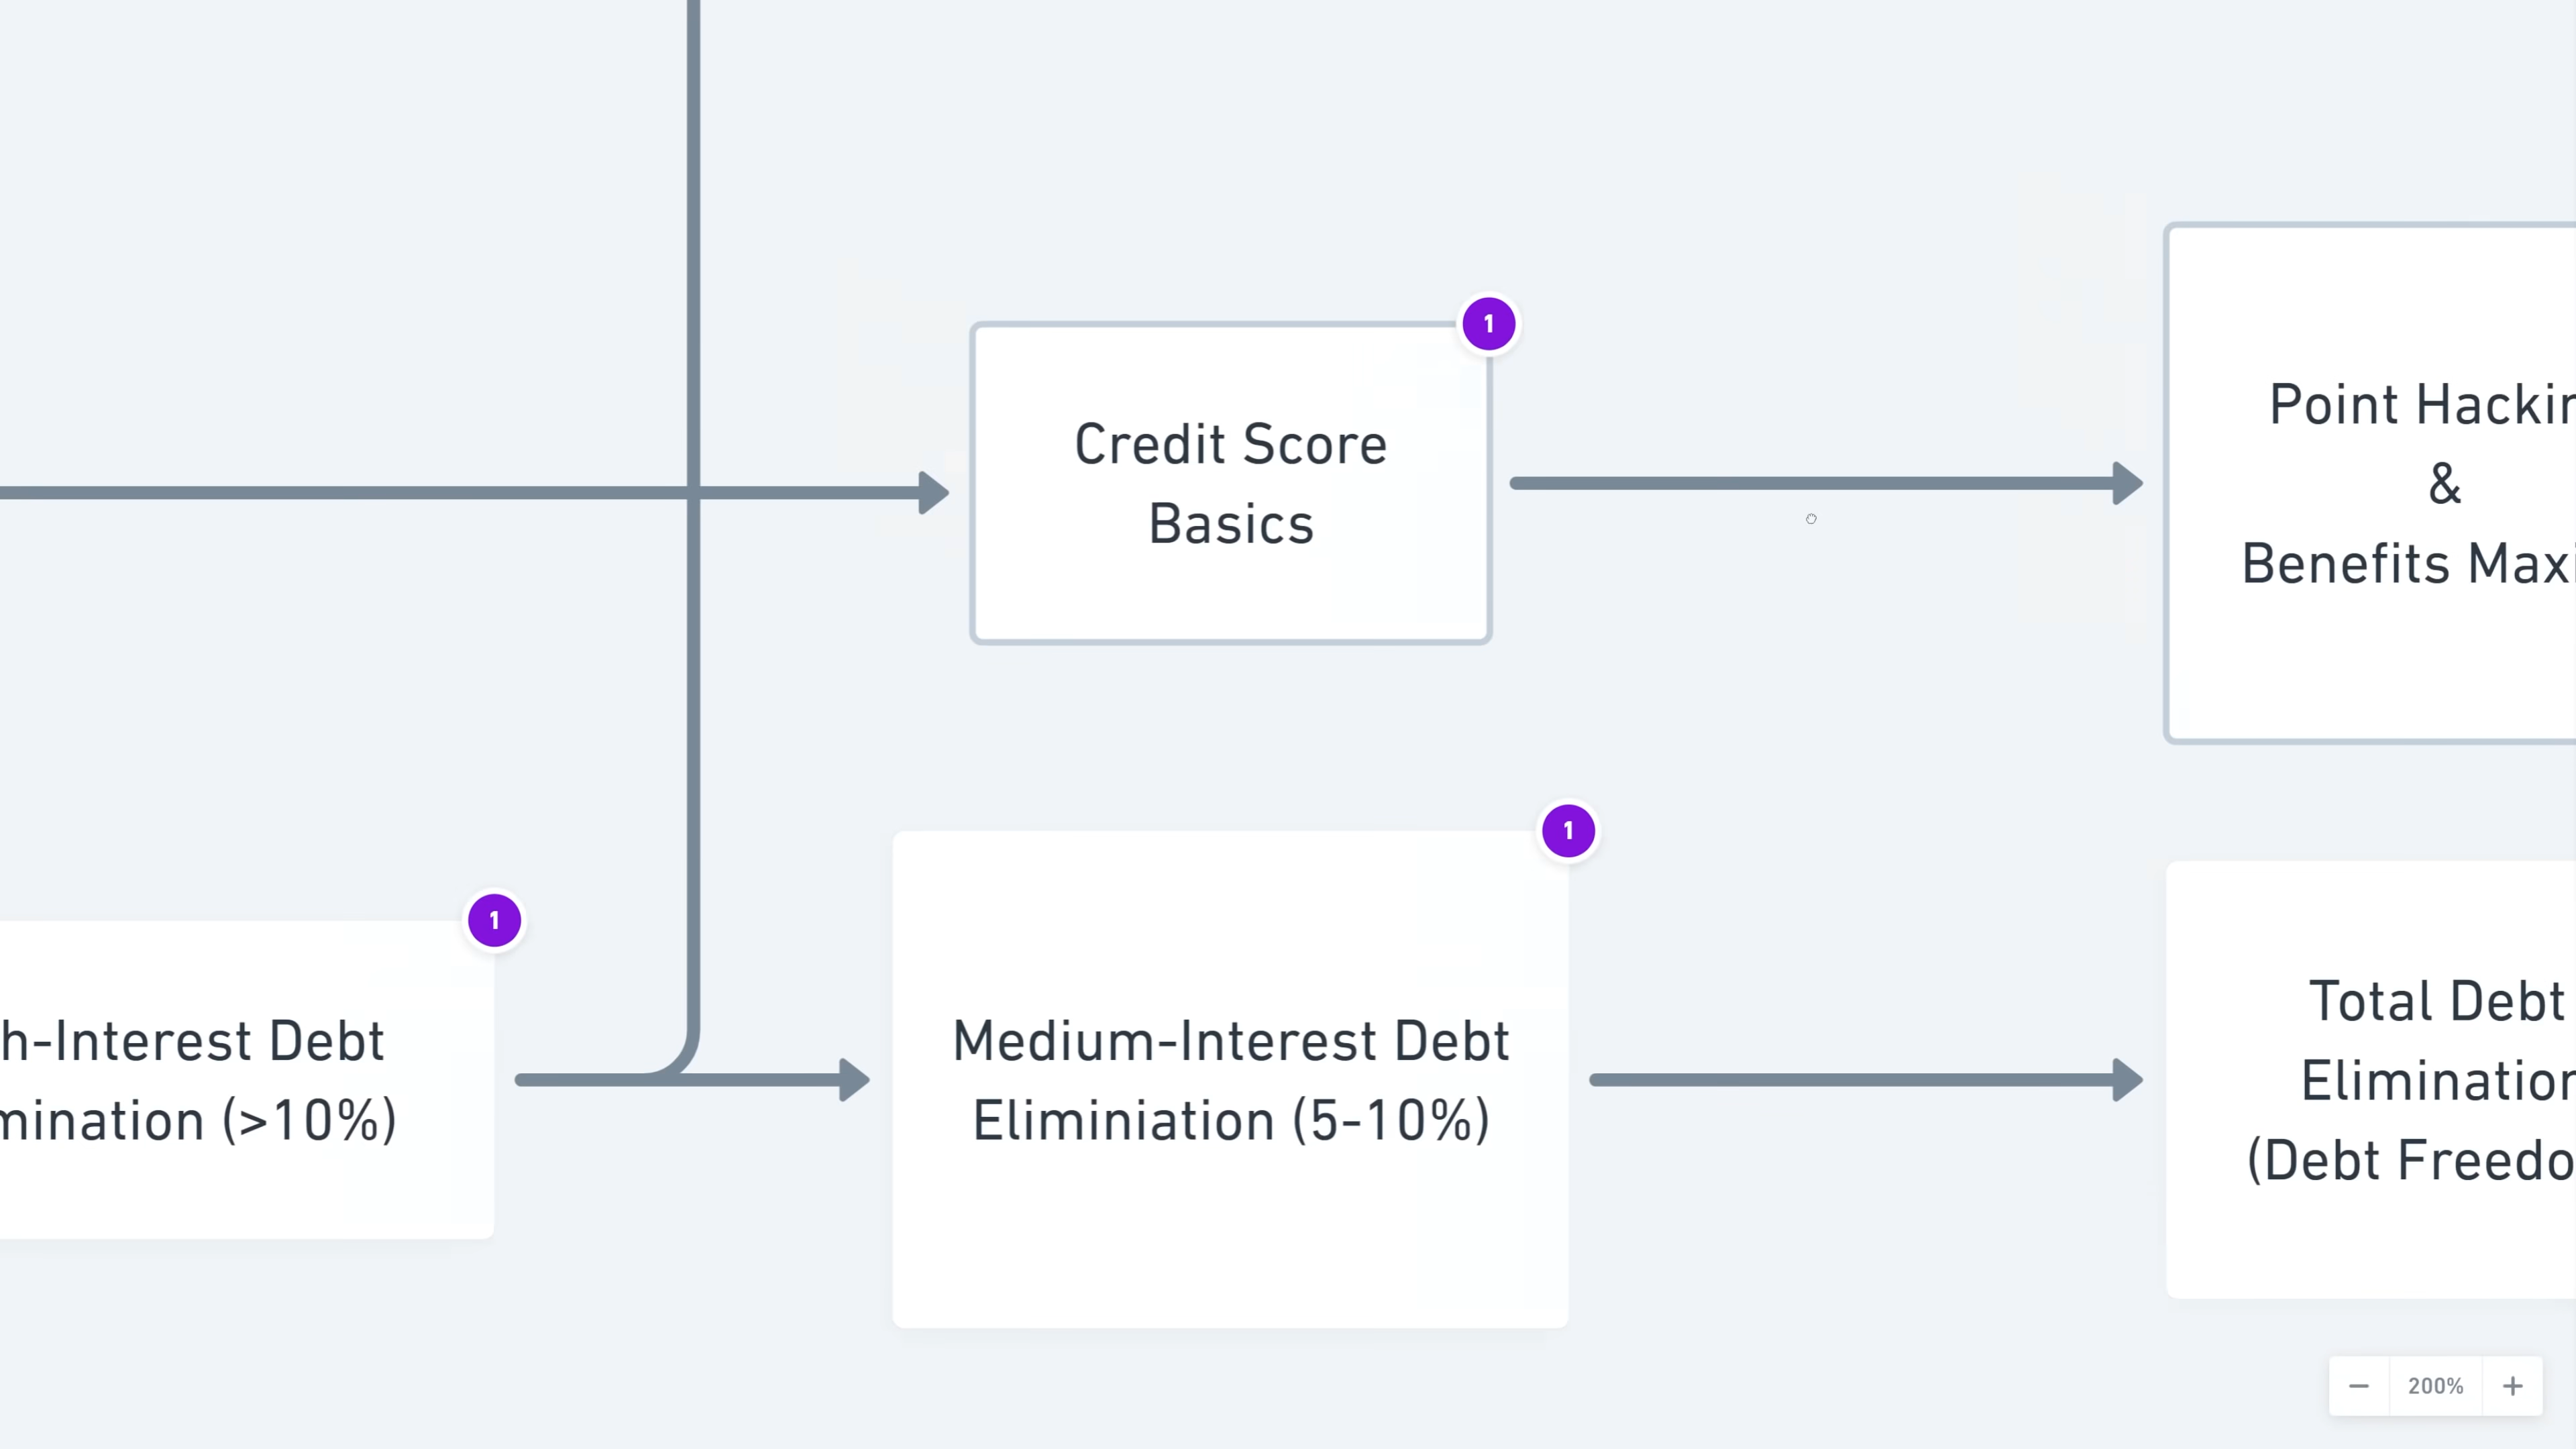 1
Credit Score
Basics
Point Hackin
&
Benefits Maxi
1
1
h-Interest Debt
mination (>10%)
Medium-Interest Debt
Eliminiation (5-10%)
Total Debt
Elimination
(Debt Freedo
200%